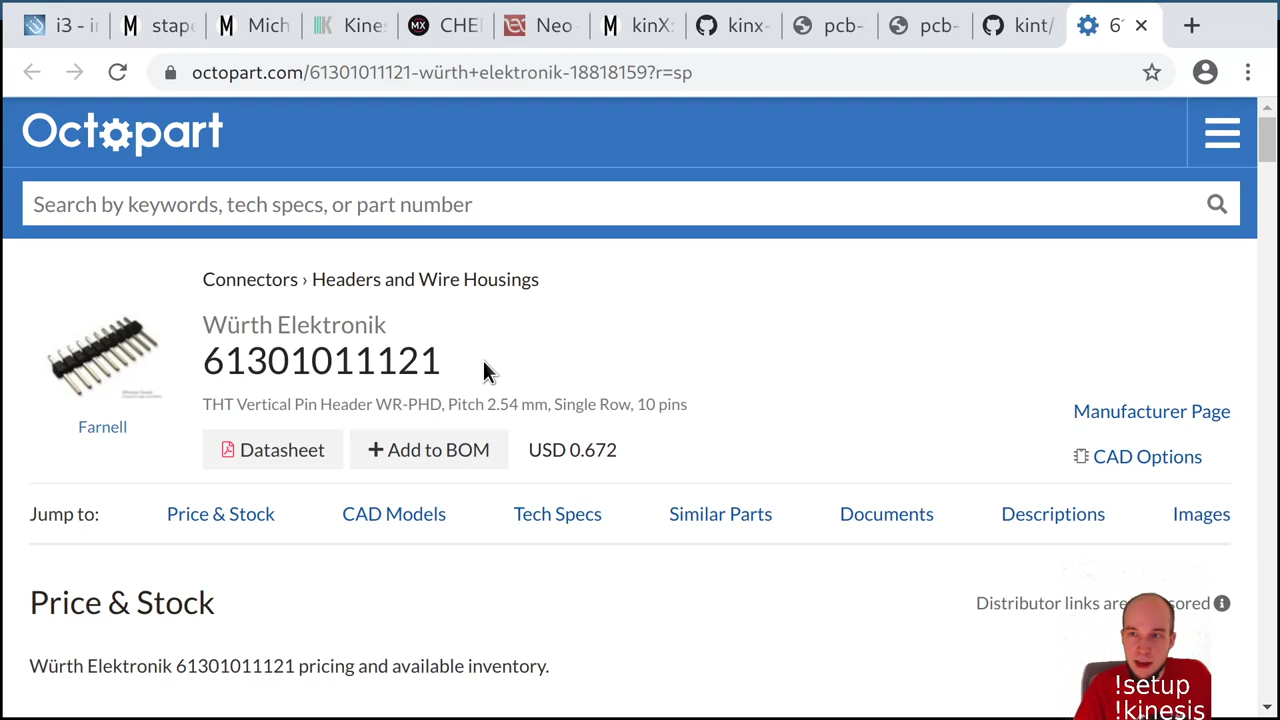 i3 - i
stape
Mich
Kines
MX
CHE
Neo
kinX
kinx-
pcb-
pcb-
kint/
octopart.com/61301011121-würth+elektronik-18818159?r=sp
Octopart
Search by keywords, tech specs, or part number
Connectors › Headers and Wire Housings
Würth Elektronik
61301011121
THT Vertical Pin Header WR-PHD, Pitch 2.54 mm, Single Row, 10 pins
Farnell
Datasheet
Add to BOM
USD 0.672
Manufacturer Page
CAD Options
Jump to:
Price & Stock
CAD Models
Tech Specs
Similar Parts
Documents
Descriptions
Images
Price & Stock
Distributor links are
Würth Elektronik 61301011121 pricing and available inventory.
!setup
!kinesis